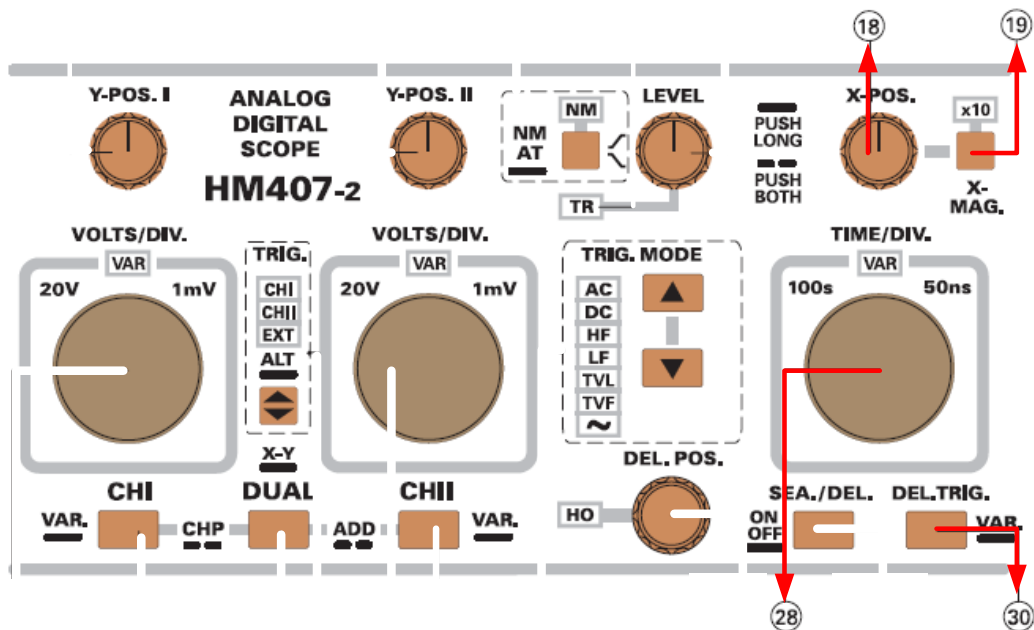 18 19
Y-POS. I
ANALOG
DIGITAL
SCOPE
HM407-2
Y-POS. II
NM
NM
AT
LEVEL
TR
PUSH
LONG
PUSH
BOTH
X-POS.
x10
X-
MAG.
VOLTS/DIV.
VAR
20V 1mV
TRIG.
CHI
CHII
EXT
ALT
VOLTS/DIV.
VAR
20V 1mV
TRIG. MODE
AC
DC
HF
LF
TVL
TVF
~
TIME/DIV.
VAR
100s 50ns
X-Y
CHI DUAL CHII
VAR. CHP ADD VAR.
DEL. POS.
HO
SEA./DEL. DEL.TRIG.
ON
OFF
VAR.
28 30